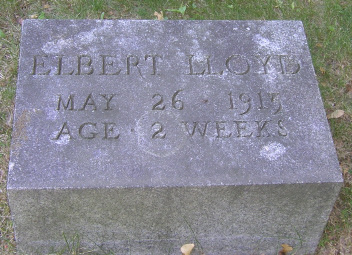 ELBERT LLOYD
MAY 26 · 1915
AGE · 2 WEEKS